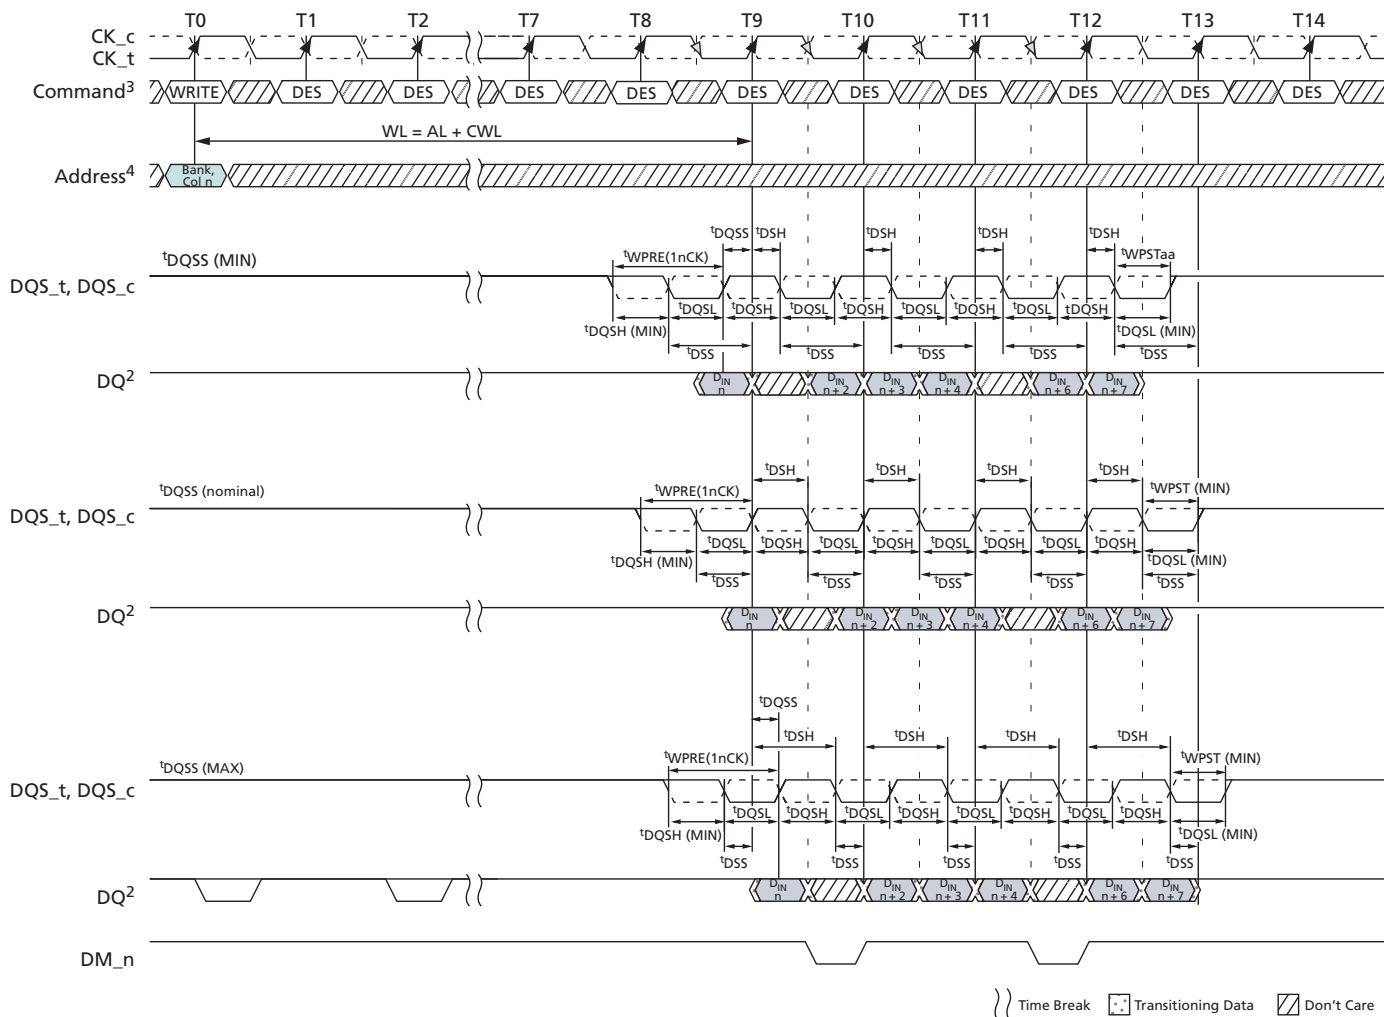 T0 T1 T2 T7 T8 T9 T10 T11 T12 T13 T14
CK_c
CK_t
Command³ WRITE DES DES DES DES DES DES DES DES DES DES
WL = AL + CWL
Address⁴ Bank, Col n
ᵗDQSS ᵗDSH ᵗDSH ᵗDSH ᵗDSH
ᵗDQSS (MIN) ᵗWPRE(1nCK) ᵗWPSTaa
DQS_t, DQS_c
ᵗDQSL ᵗDQSH ᵗDQSL ᵗDQSH ᵗDQSL ᵗDQSH ᵗDQSL tDQSH
ᵗDQSH (MIN) ᵗDQSL (MIN)
ᵗDSS ᵗDSS ᵗDSS ᵗDSS ᵗDSS
DQ² DIN n DIN n + 2 DIN n + 3 DIN n + 4 DIN n + 6 DIN n + 7
ᵗDSH ᵗDSH ᵗDSH ᵗDSH
ᵗDQSS (nominal) ᵗWPRE(1nCK) ᵗWPST (MIN)
DQS_t, DQS_c
ᵗDQSL ᵗDQSH ᵗDQSL ᵗDQSH ᵗDQSL ᵗDQSH ᵗDQSL ᵗDQSH
ᵗDQSH (MIN) ᵗDQSL (MIN)
ᵗDSS ᵗDSS ᵗDSS ᵗDSS ᵗDSS
DQ² DIN n DIN n + 2 DIN n + 3 DIN n + 4 DIN n + 6 DIN n + 7
ᵗDQSS
ᵗDSH ᵗDSH ᵗDSH ᵗDSH
ᵗDQSS (MAX) ᵗWPRE(1nCK) ᵗWPST (MIN)
DQS_t, DQS_c
ᵗDQSL ᵗDQSH ᵗDQSL ᵗDQSH ᵗDQSL ᵗDQSH ᵗDQSL ᵗDQSH
ᵗDQSH (MIN) ᵗDQSL (MIN)
ᵗDSS ᵗDSS ᵗDSS ᵗDSS ᵗDSS
DQ² DIN n DIN n + 2 DIN n + 3 DIN n + 4 DIN n + 6 DIN n + 7
DM_n
Time Break Transitioning Data Don't Care